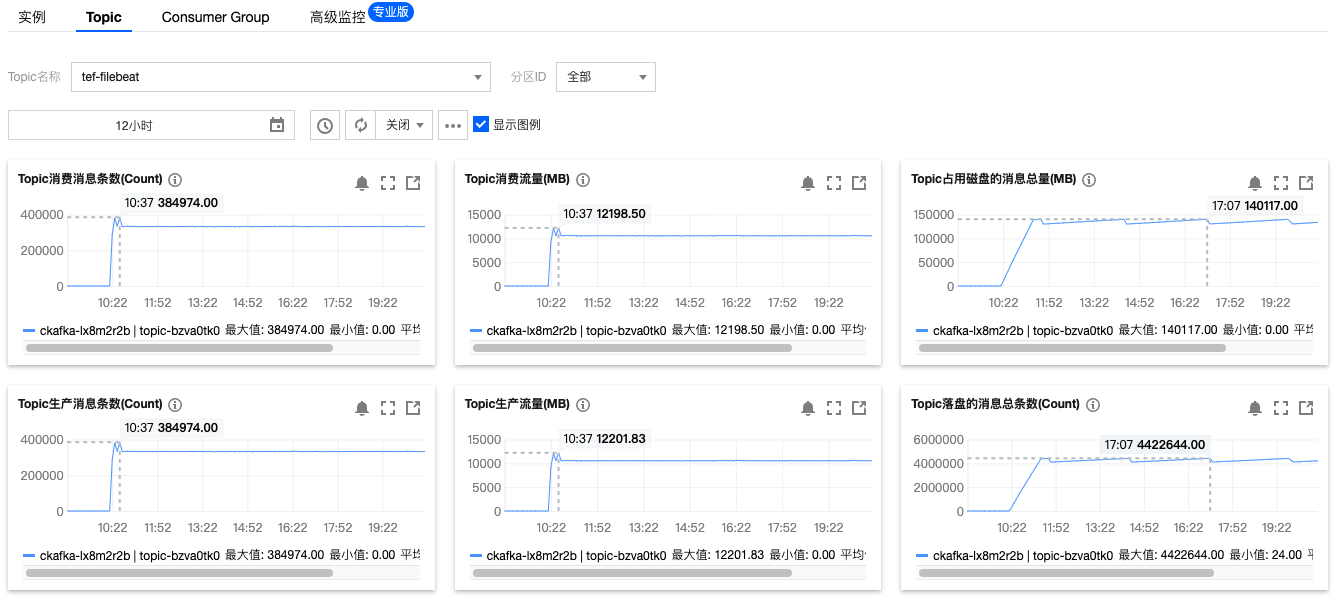 实例 Topic Consumer Group 高级监控 专业版
Topic名称 tef-filebeat 分区ID 全部
12小时 关闭 显示图例
Topic消费消息条数(Count)
10:37 384974.00
400000
200000
0
10:22 11:52 13:22 14:52 16:22 17:52 19:22
ckafka-lx8m2r2b | topic-bzva0tk0 最大值: 384974.00 最小值: 0.00 平均
Topic消费流量(MB)
10:37 12198.50
15000
10000
5000
0
10:22 11:52 13:22 14:52 16:22 17:52 19:22
ckafka-lx8m2r2b | topic-bzva0tk0 最大值: 12198.50 最小值: 0.00 平均
Topic占用磁盘的消息总量(MB)
17:07 140117.00
150000
100000
50000
0
10:22 11:52 13:22 14:52 16:22 17:52 19:22
ckafka-lx8m2r2b | topic-bzva0tk0 最大值: 140117.00 最小值: 0.00 平均
Topic生产消息条数(Count)
10:37 384974.00
400000
200000
0
10:22 11:52 13:22 14:52 16:22 17:52 19:22
ckafka-lx8m2r2b | topic-bzva0tk0 最大值: 384974.00 最小值: 0.00 平均
Topic生产流量(MB)
10:37 12201.83
15000
10000
5000
0
10:22 11:52 13:22 14:52 16:22 17:52 19:22
ckafka-lx8m2r2b | topic-bzva0tk0 最大值: 12201.83 最小值: 0.00 平均
Topic落盘的消息总条数(Count)
17:07 4422644.00
6000000
4000000
2000000
0
10:22 11:52 13:22 14:52 16:22 17:52 19:22
ckafka-lx8m2r2b | topic-bzva0tk0 最大值: 4422644.00 最小值: 24.00